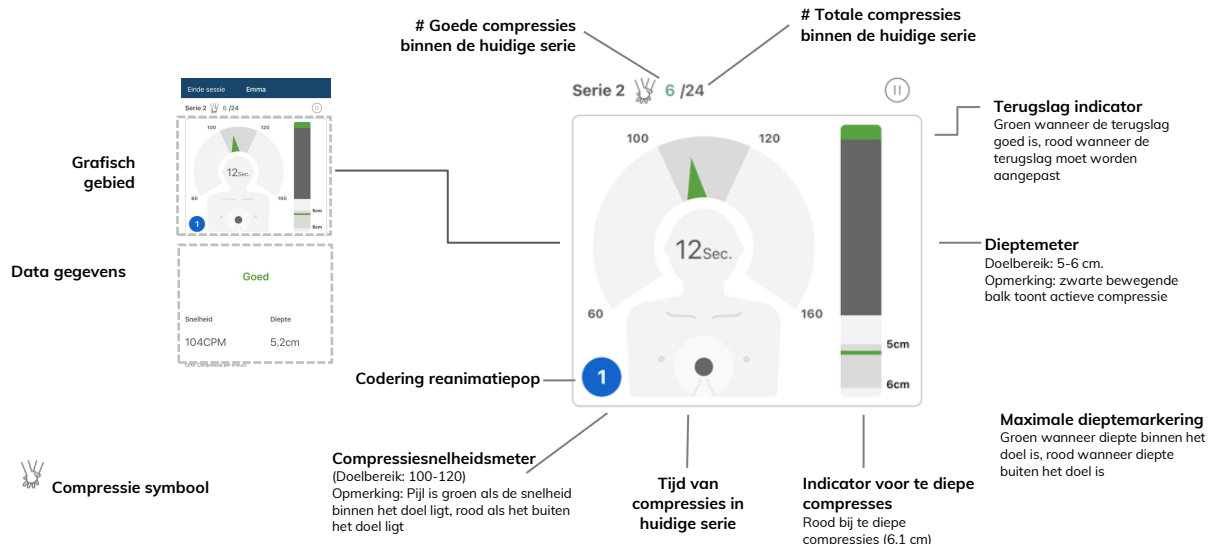 # Goede compressies
binnen de huidige serie
# Totale compressies
binnen de huidige serie
Einde sessie Emma
Serie 2 6 /24
100 120
12Sec.
60 160
5cm
6cm
1
Goed
Snelheid Diepte
104CPM 5.2cm
Grafisch
gebied
Data gegevens
Serie 2 6 /24
100 120
12Sec.
60 160
5cm
6cm
1
Terugslag indicator
Groen wanneer de terugslag
goed is, rood wanneer de
terugslag moet worden
aangepast
Dieptemeter
Doelbereik: 5-6 cm.
Opmerking: zwarte bewegende
balk toont actieve compressie
Codering reanimatiepop
Maximale dieptemarkering
Groen wanneer diepte binnen het
doel is, rood wanneer diepte
buiten het doel is
Compressie symbool
Compressiesnelheidsmeter
(Doelbereik: 100-120)
Opmerking: Pijl is groen als de snelheid
binnen het doel ligt, rood als het buiten
het doel ligt
Tijd van
compressies in
huidige serie
Indicator voor te diepe
compresses
Rood bij te diepe
compressies (6.1 cm)